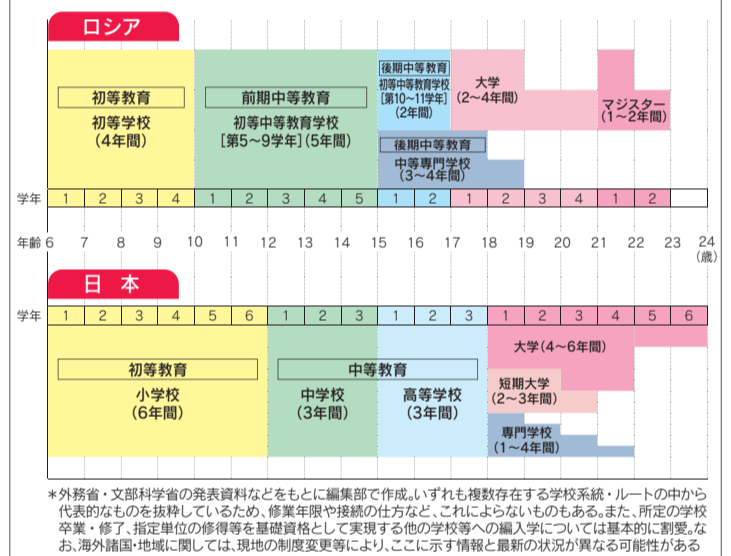 ロシア
初等教育
初等学校
(4年間)
前期中等教育
初等中等教育学校
[第5〜9学年](5年間)
後期中等教育
初等中等教育学校
[第10〜11学年]
(2年間)
大学
(2〜4年間)
マジスター
(1〜2年間)
後期中等教育
中等専門学校
(3〜4年間)
学年 1 2 3 4 1 2 3 4 5 1 2 1 2 3 4 1 2
年齢 6 7 8 9 10 11 12 13 14 15 16 17 18 19 20 21 22 23 24
(歳)
日本
学年 1 2 3 4 5 6 1 2 3 1 2 3 1 2 3 4 5 6
初等教育
小学校
(6年間)
中等教育
中学校
(3年間)
高等学校
(3年間)
大学(4〜6年間)
短期大学
(2〜3年間)
専門学校
(1〜4年間)
*外務省・文部科学省の発表資料などをもとに編集部で作成。いずれも複数存在する学校系統・ルートの中から
代表的なものを抜粋しているため、修業年限や接続の仕方など、これによらないものもある。また、所定の学校
卒業・修了、指定単位の修得等を基礎資格として実現する他の学校等への編入学については基本的に割愛。な
お、海外諸国・地域に関しては、現地の制度変更等により、ここに示す情報と最新の状況が異なる可能性がある